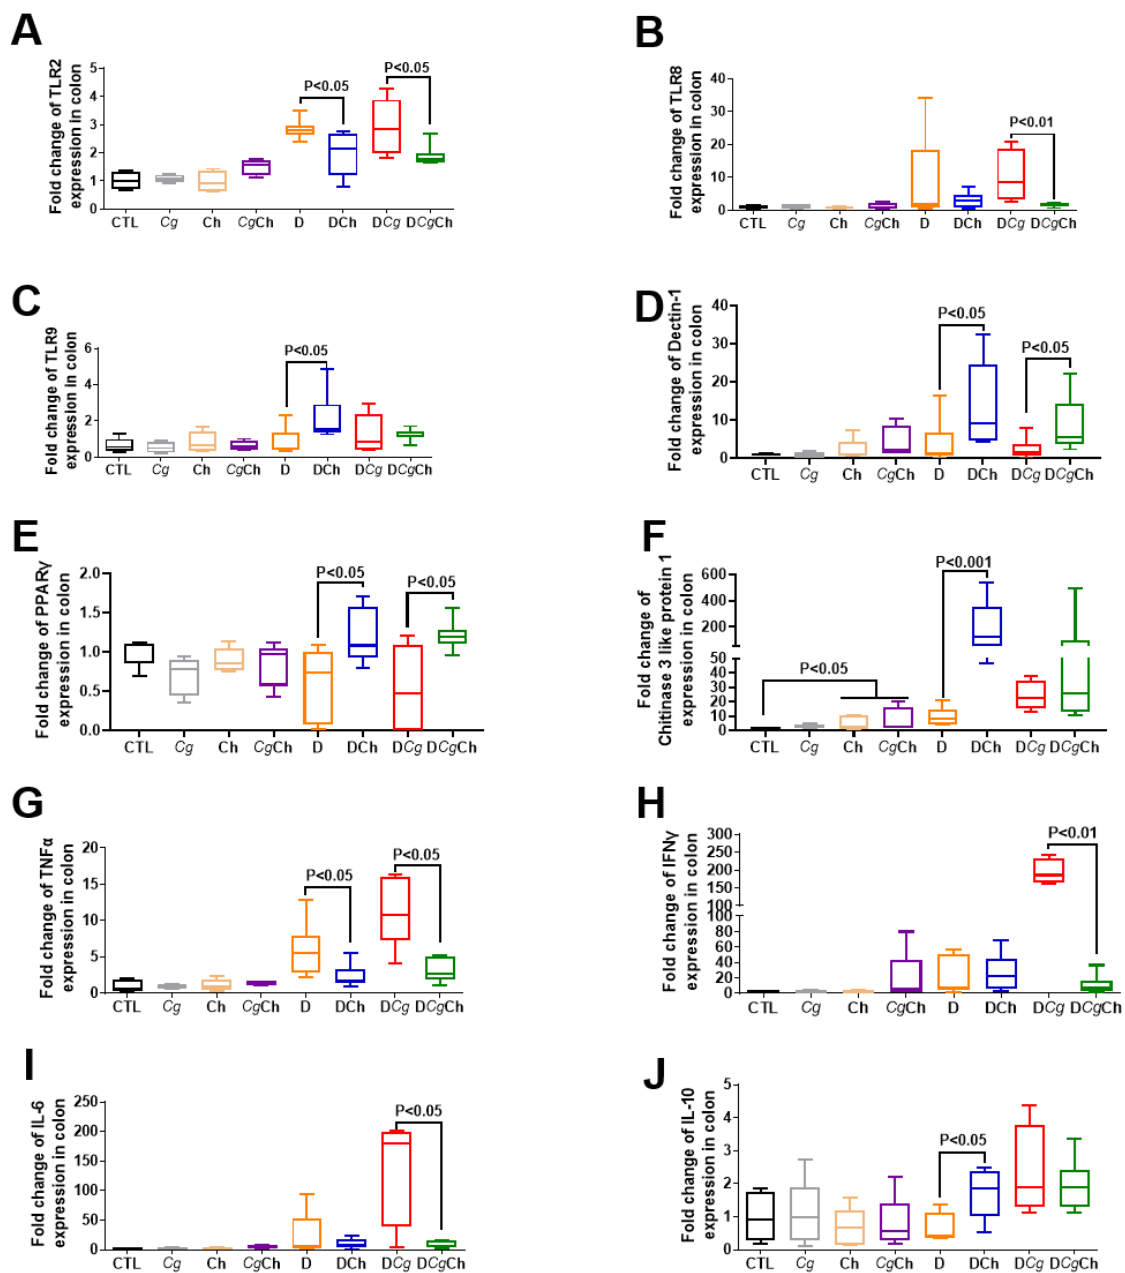 A
Fold change of TLR2
expression in colon
5
4
3
2
1
0
P<0.05
P<0.05
CTL Cg Ch CgCh D DCh DCg DCgCh
B
Fold change of TLR8
expression in colon
40
30
20
10
0
P<0.01
CTL Cg Ch CgCh D DCh DCg DCgCh
C
Fold change of TLR9
expression in colon
6
4
2
0
P<0.05
CTL Cg Ch CgCh D DCh DCg DCgCh
D
Fold change of Dectin-1
expression in colon
40
30
20
10
0
P<0.05
P<0.05
CTL Cg Ch CgCh D DCh DCg DCgCh
E
Fold change of PPARγ
expression in colon
2.0
1.5
1.0
0.5
0.0
P<0.05
P<0.05
CTL Cg Ch CgCh D DCh DCg DCgCh
F
Fold change of
Chitinase 3 like protein 1
expression in colon
600
400
200
50
40
30
20
10
0
P<0.05
P<0.001
CTL Cg Ch CgCh D DCh DCg DCgCh
G
Fold change of TNFα
expression in colon
20
15
10
5
0
P<0.05
P<0.05
CTL Cg Ch CgCh D DCh DCg DCgCh
H
Fold change of IFNγ
expression in colon
300
250
200
150
100
100
80
60
40
20
0
P<0.01
CTL Cg Ch CgCh D DCh DCg DCgCh
I
Fold change of IL-6
expression in colon
250
200
150
100
50
0
P<0.05
CTL Cg Ch CgCh D DCh DCg DCgCh
J
Fold change of IL-10
expression in colon
5
4
3
2
1
0
P<0.05
CTL Cg Ch CgCh D DCh DCg DCgCh